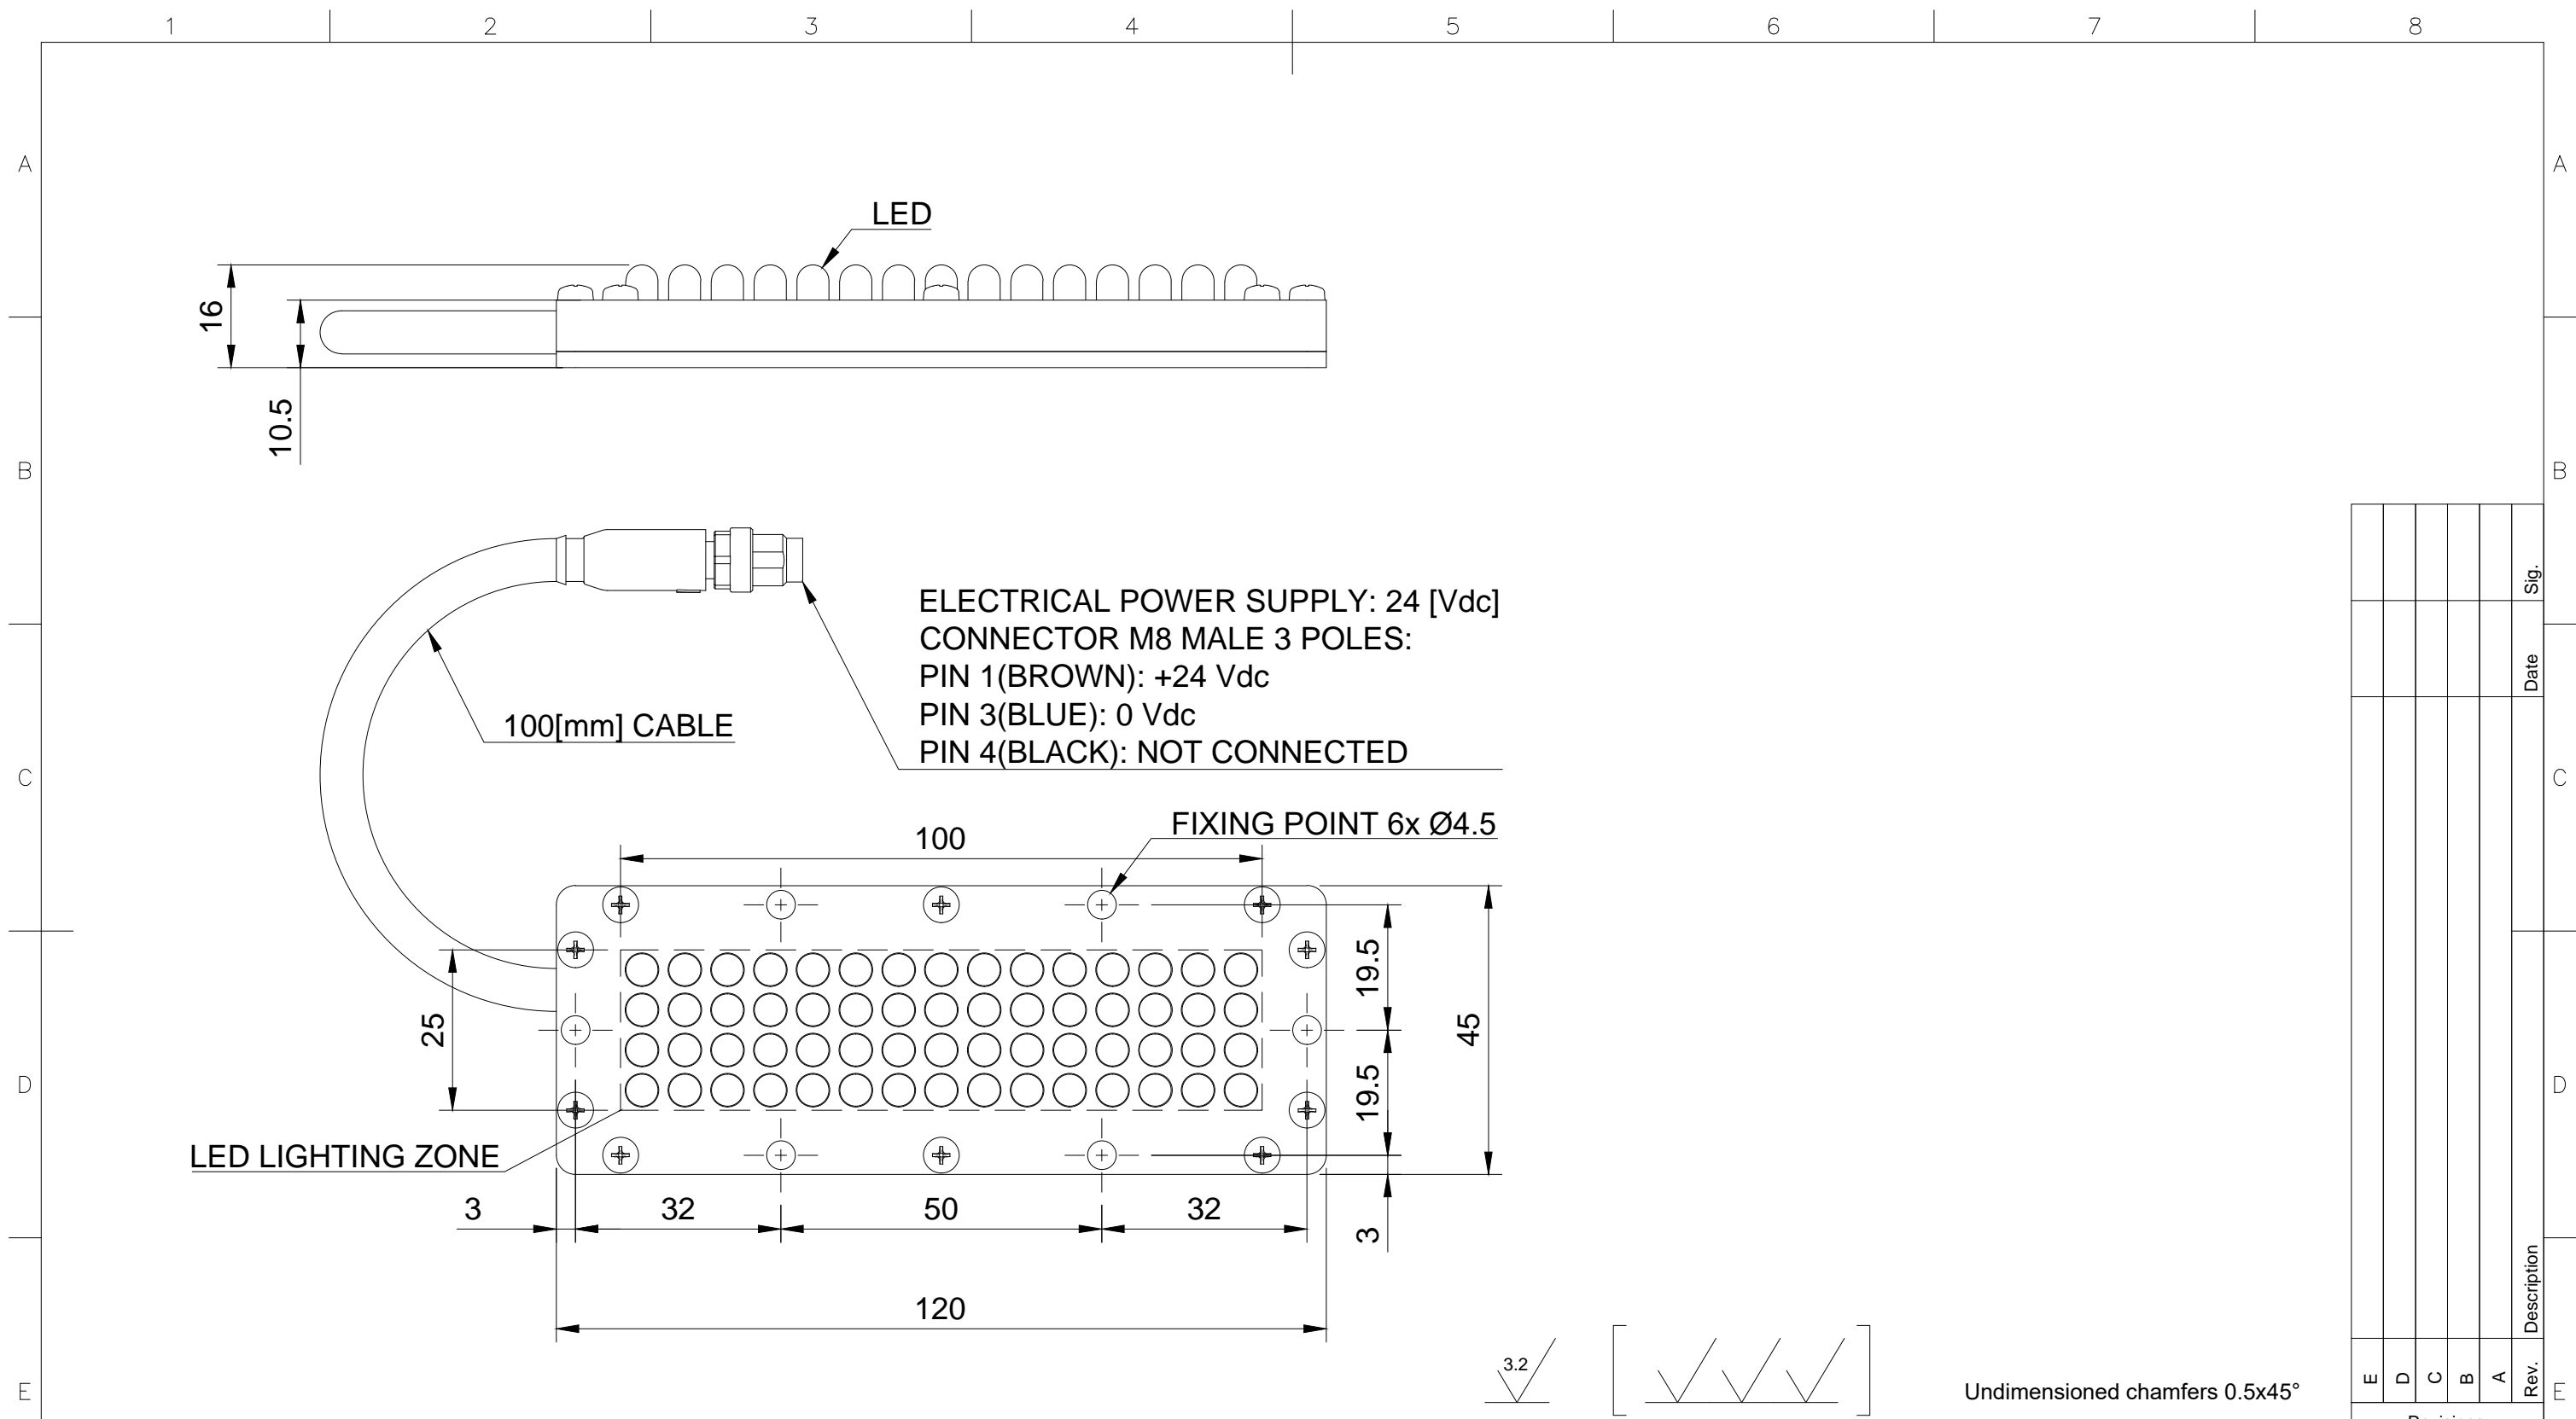 1 2 3 4 5 6 7 8
A A
LED
16
10.5
B B
ELECTRICAL POWER SUPPLY: 24 [Vdc]
CONNECTOR M8 MALE 3 POLES:
PIN 1(BROWN): +24 Vdc
PIN 3(BLUE): 0 Vdc
PIN 4(BLACK): NOT CONNECTED
100[mm] CABLE
C C
FIXING POINT 6x Ø4.5
100
19.5
45
25
19.5
D D
LED LIGHTING ZONE
3 32 50 32
3
120
3.2
Undimensioned chamfers 0.5x45°
E E
Sig.
Date
Description
Rev.
E D C B A